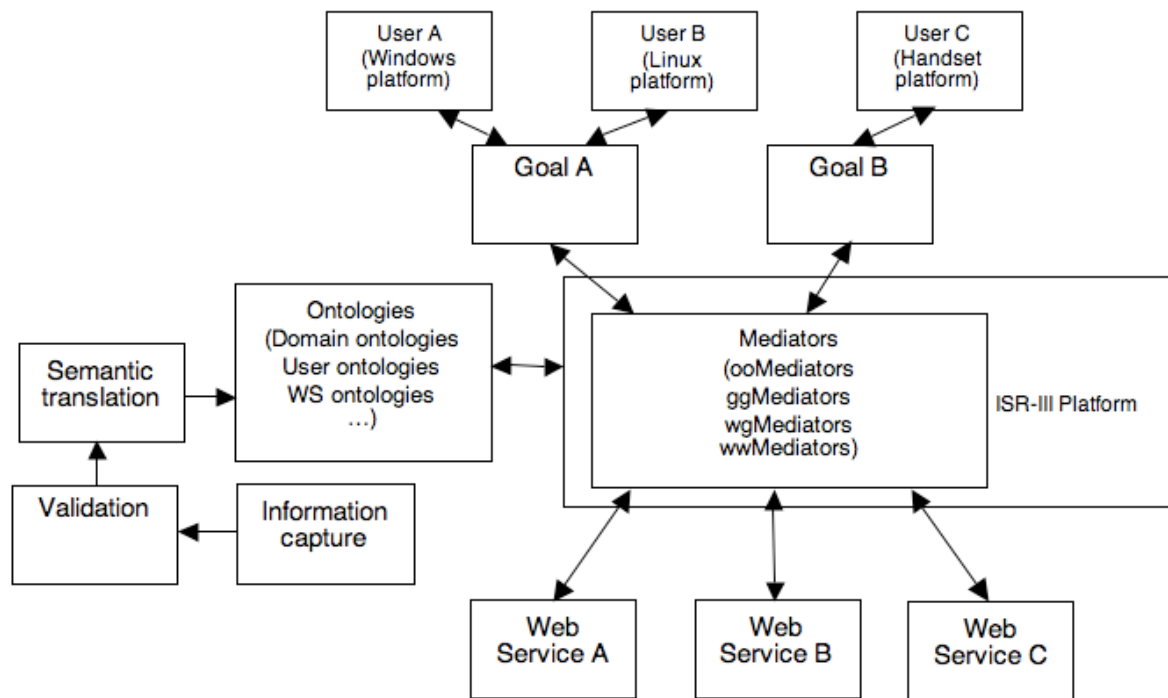 User A
(Windows
platform)
User B
(Linux
platform)
User C
(Handset
platform)
Goal A
Goal B
Ontologies
(Domain ontologies
User ontologies
WS ontologies
...)
Mediators
(ooMediators
ggMediators
wgMediators
wwMediators)
ISR-III Platform
Semantic
translation
Validation
Information
capture
Web
Service A
Web
Service B
Web
Service C